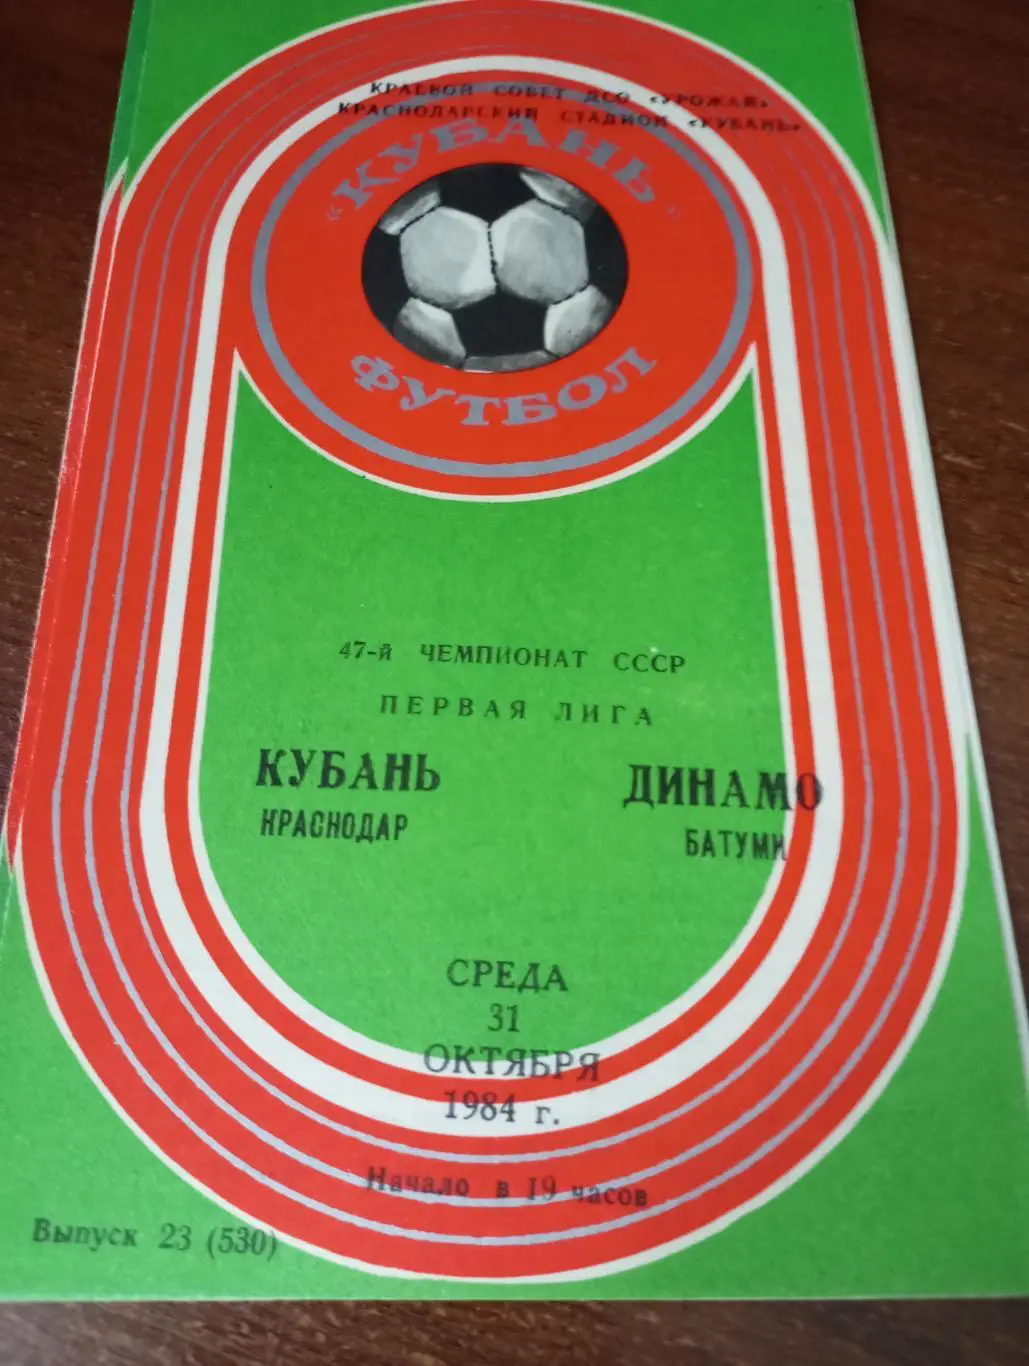 КРАЕВОЙ СОВЕТ ДСО «УРОЖАЙ»
КРАСНОДАРСКИЙ СТАДИОН «КУБАНЬ»
«КУБАНЬ»
ФУТБОЛ
47-й ЧЕМПИОНАТ СССР
ПЕРВАЯ ЛИГА
КУБАНЬ ДИНАМО
КРАСНОДАР БАТУМИ
СРЕДА
31
ОКТЯБРЯ
1984 г.
Начало в 19 часов
Выпуск 23 (530)